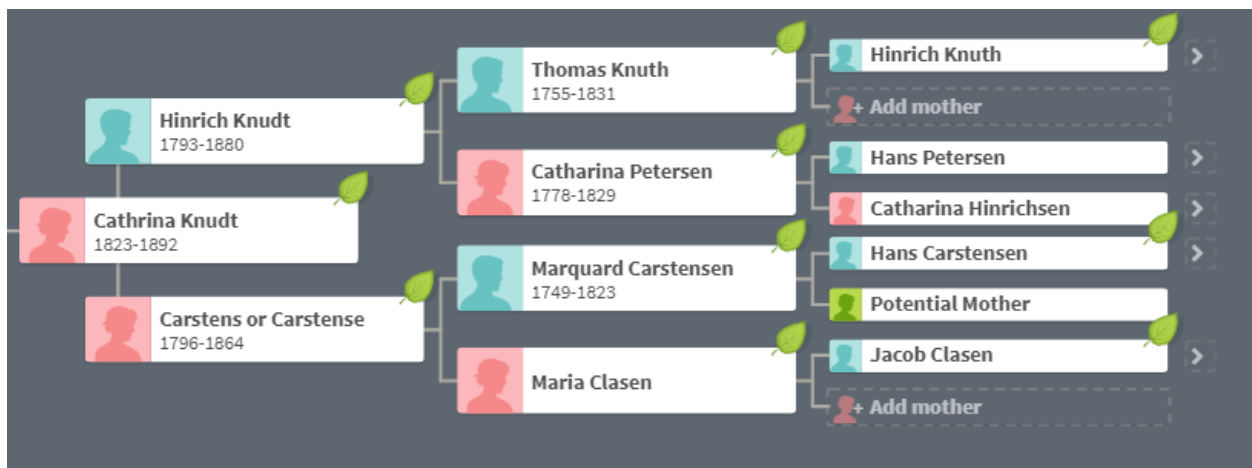 Hinrich Knuth
Thomas Knuth
1755-1831
+ Add mother
Hinrich Knudt
1793-1880
Hans Petersen
Catharina Petersen
1778-1829
Catharina Hinrichsen
Cathrina Knudt
1823-1892
Hans Carstensen
Marquard Carstensen
1749-1823
Potential Mother
Carstens or Carstense
1796-1864
Jacob Clasen
Maria Clasen
+ Add mother